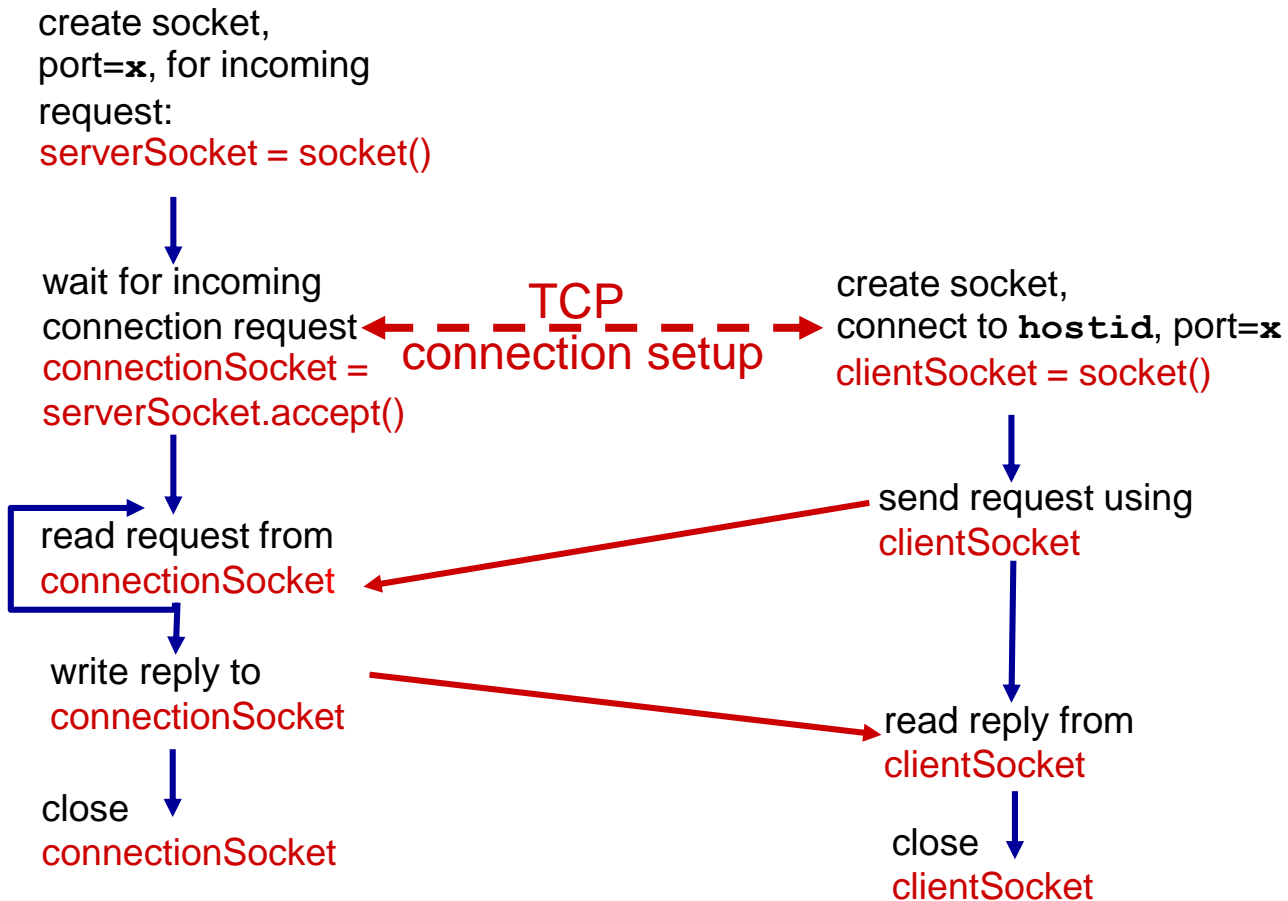 create socket,
port=x, for incoming
request:
serverSocket = socket()
wait for incoming
connection request
connectionSocket =
serverSocket.accept()
TCP
connection setup
create socket,
connect to hostid, port=x
clientSocket = socket()
read request from
connectionSocket
send request using
clientSocket
write reply to
connectionSocket
read reply from
clientSocket
close
connectionSocket
close
clientSocket